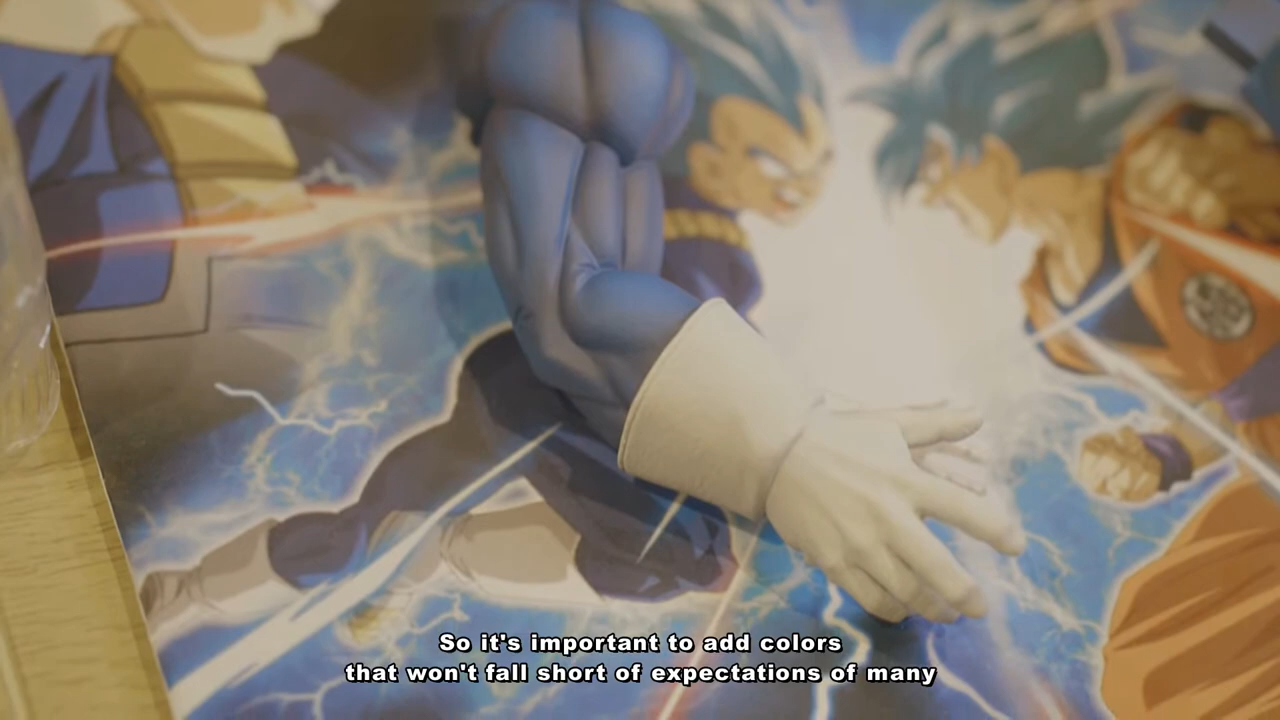 So it's important to add colors
that won't fall short of expectations of many